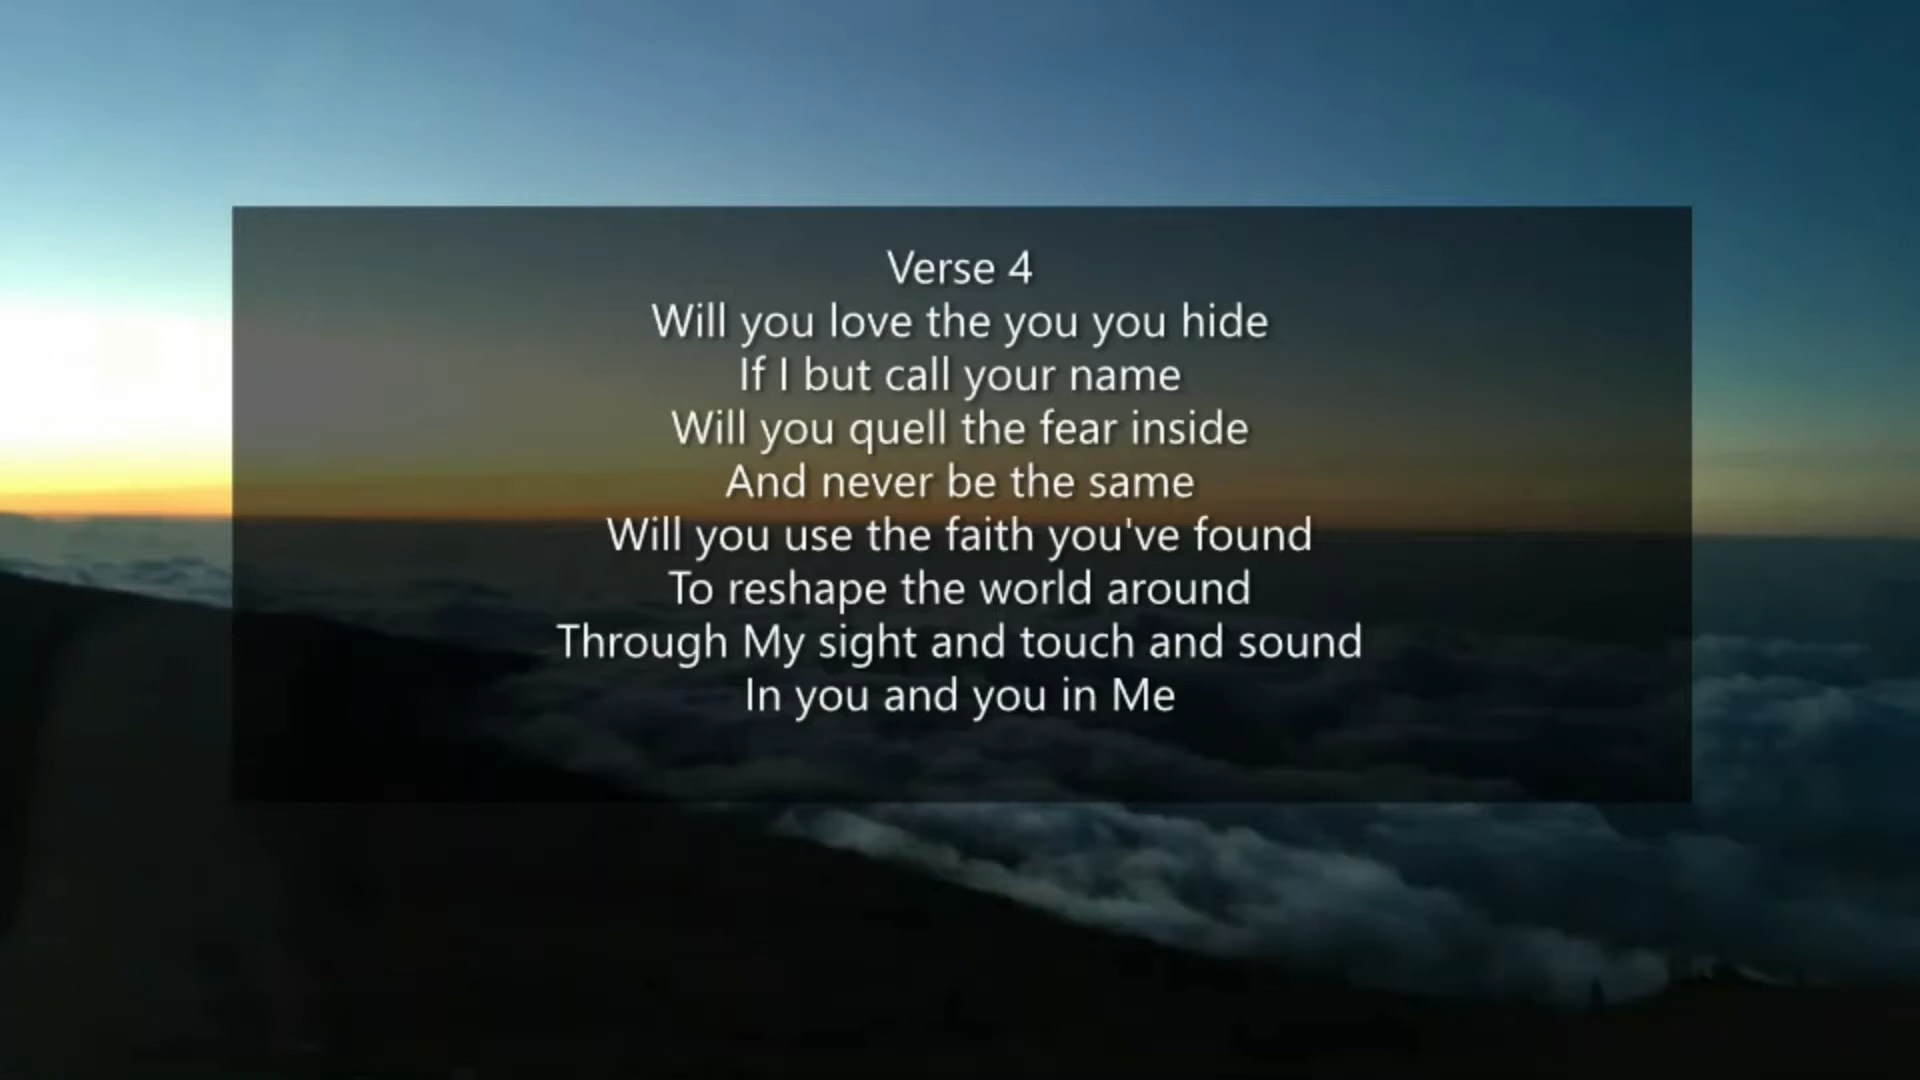 Verse 4
Will you love the you you hide
If I but call your name
Will you quell the fear inside
And never be the same
Will you use the faith you've found
To reshape the world around
Through My sight and touch and sound
In you and you in Me